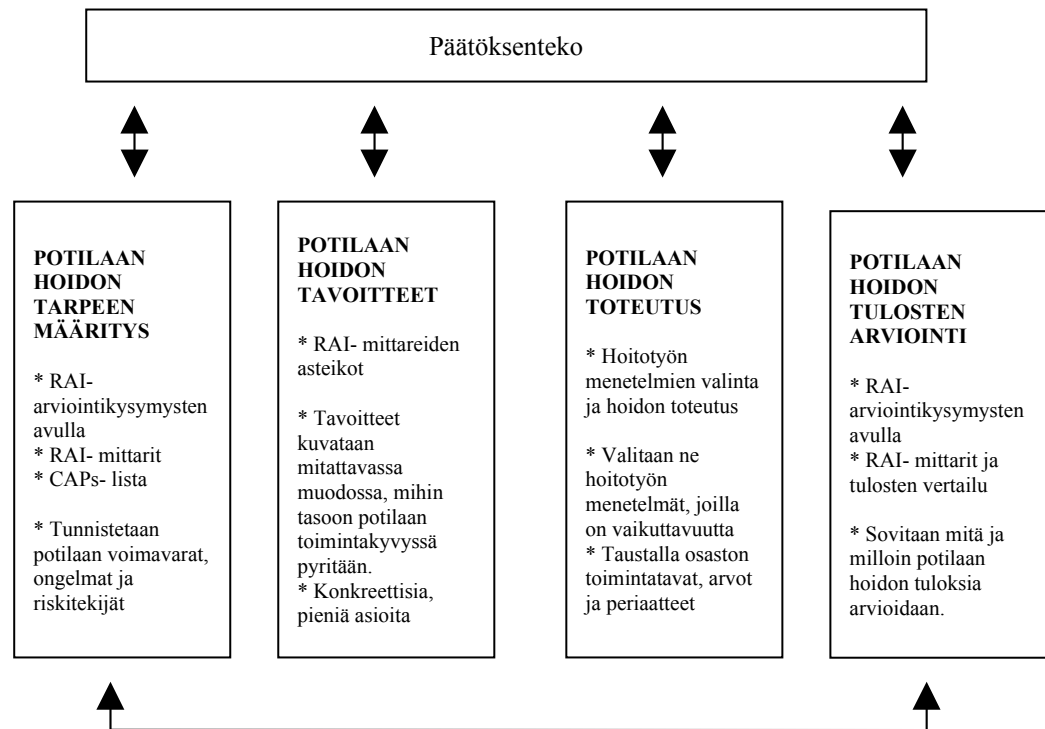 Päätöksenteko
POTILAAN
HOIDON
TARPEEN
MÄÄRITYS
* RAI-
arviointikysymysten
avulla
* RAI- mittarit
* CAPs- lista
* Tunnistetaan
potilaan voimavarat,
ongelmat ja
riskitekijät
POTILAAN
HOIDON
TAVOITTEET
* RAI- mittareiden
asteikot
* Tavoitteet
kuvataan
mitattavassa
muodossa, mihin
tasoon potilaan
toimintakyvyssä
pyritään.
* Konkreettisia,
pieniä asioita
POTILAAN
HOIDON
TOTEUTUS
* Hoitotyön
menetelmien valinta
ja hoidon toteutus
* Valitaan ne
hoitotyön
menetelmät, joilla
on vaikuttavuutta
* Taustalla osaston
toimintatavat, arvot
ja periaatteet
POTILAAN
HOIDON
TULOSTEN
ARVIOINTI
* RAI-
arviointikysymysten
avulla
* RAI- mittarit ja
tulosten vertailu
* Sovitaan mitä ja
milloin potilaan
hoidon tuloksia
arvioidaan.